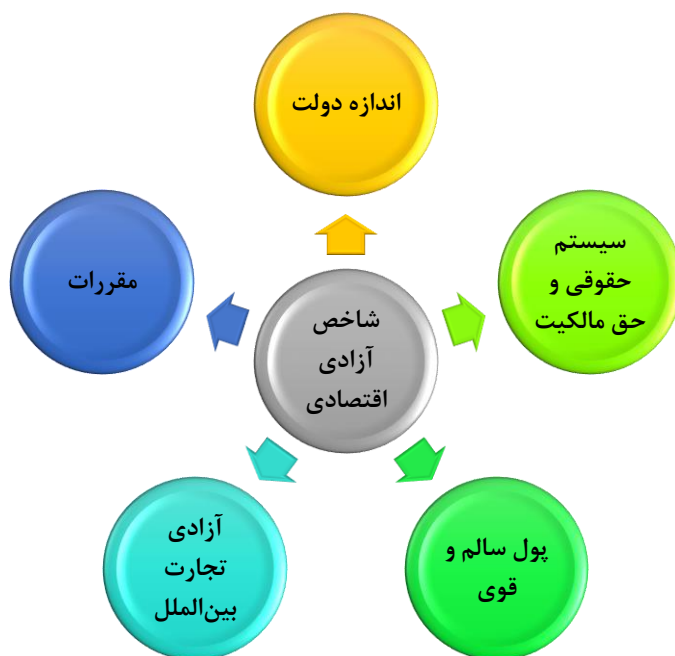 اندازه دولت
سیستم
حقوقی و
حق مالکیت
مقررات
شاخص
آزادی
اقتصادی
پول سالم و
قوی
آزادی
تجارت
بین‌الملل